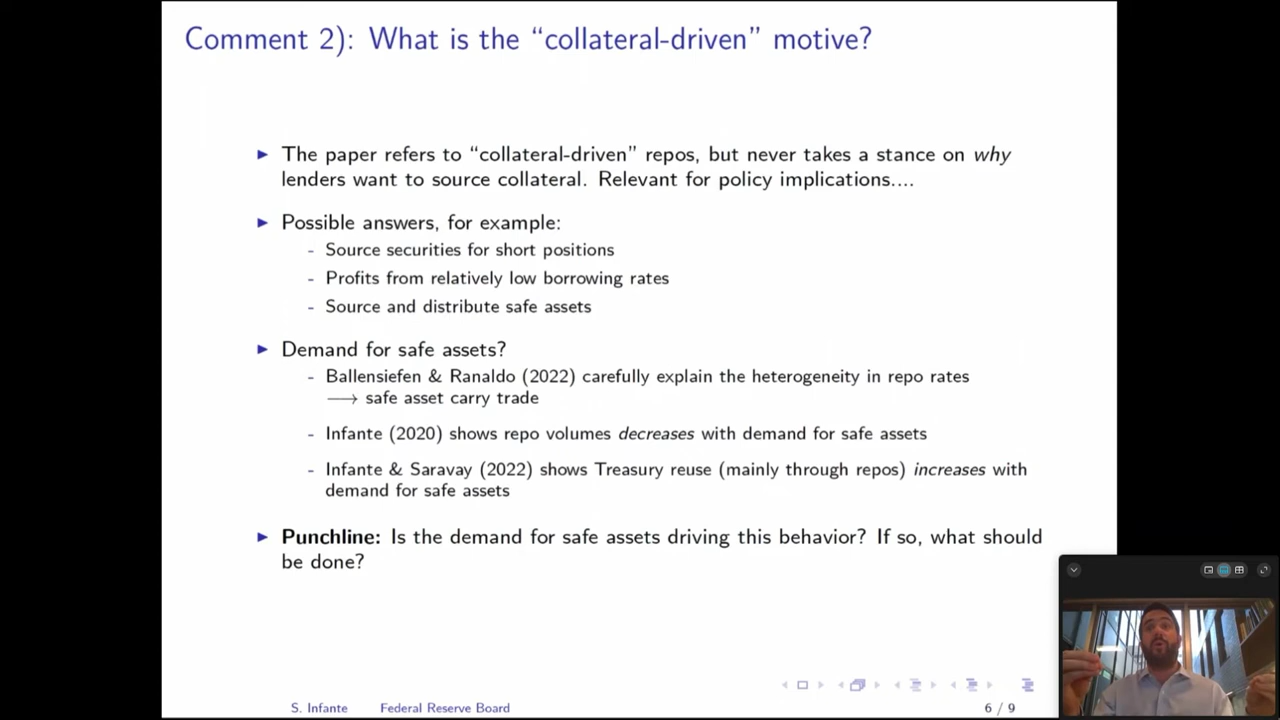 Comment 2): What is the “collateral-driven” motive?
▶ The paper refers to “collateral-driven” repos, but never takes a stance on why
lenders want to source collateral. Relevant for policy implications....
▶ Possible answers, for example:
- Source securities for short positions
- Profits from relatively low borrowing rates
- Source and distribute safe assets
▶ Demand for safe assets?
- Ballensiefen & Ranaldo (2022) carefully explain the heterogeneity in repo rates
⟶ safe asset carry trade
- Infante (2020) shows repo volumes decreases with demand for safe assets
- Infante & Saravay (2022) shows Treasury reuse (mainly through repos) increases with
demand for safe assets
▶ Punchline: Is the demand for safe assets driving this behavior? If so, what should
be done?
S. Infante Federal Reserve Board 6 / 9